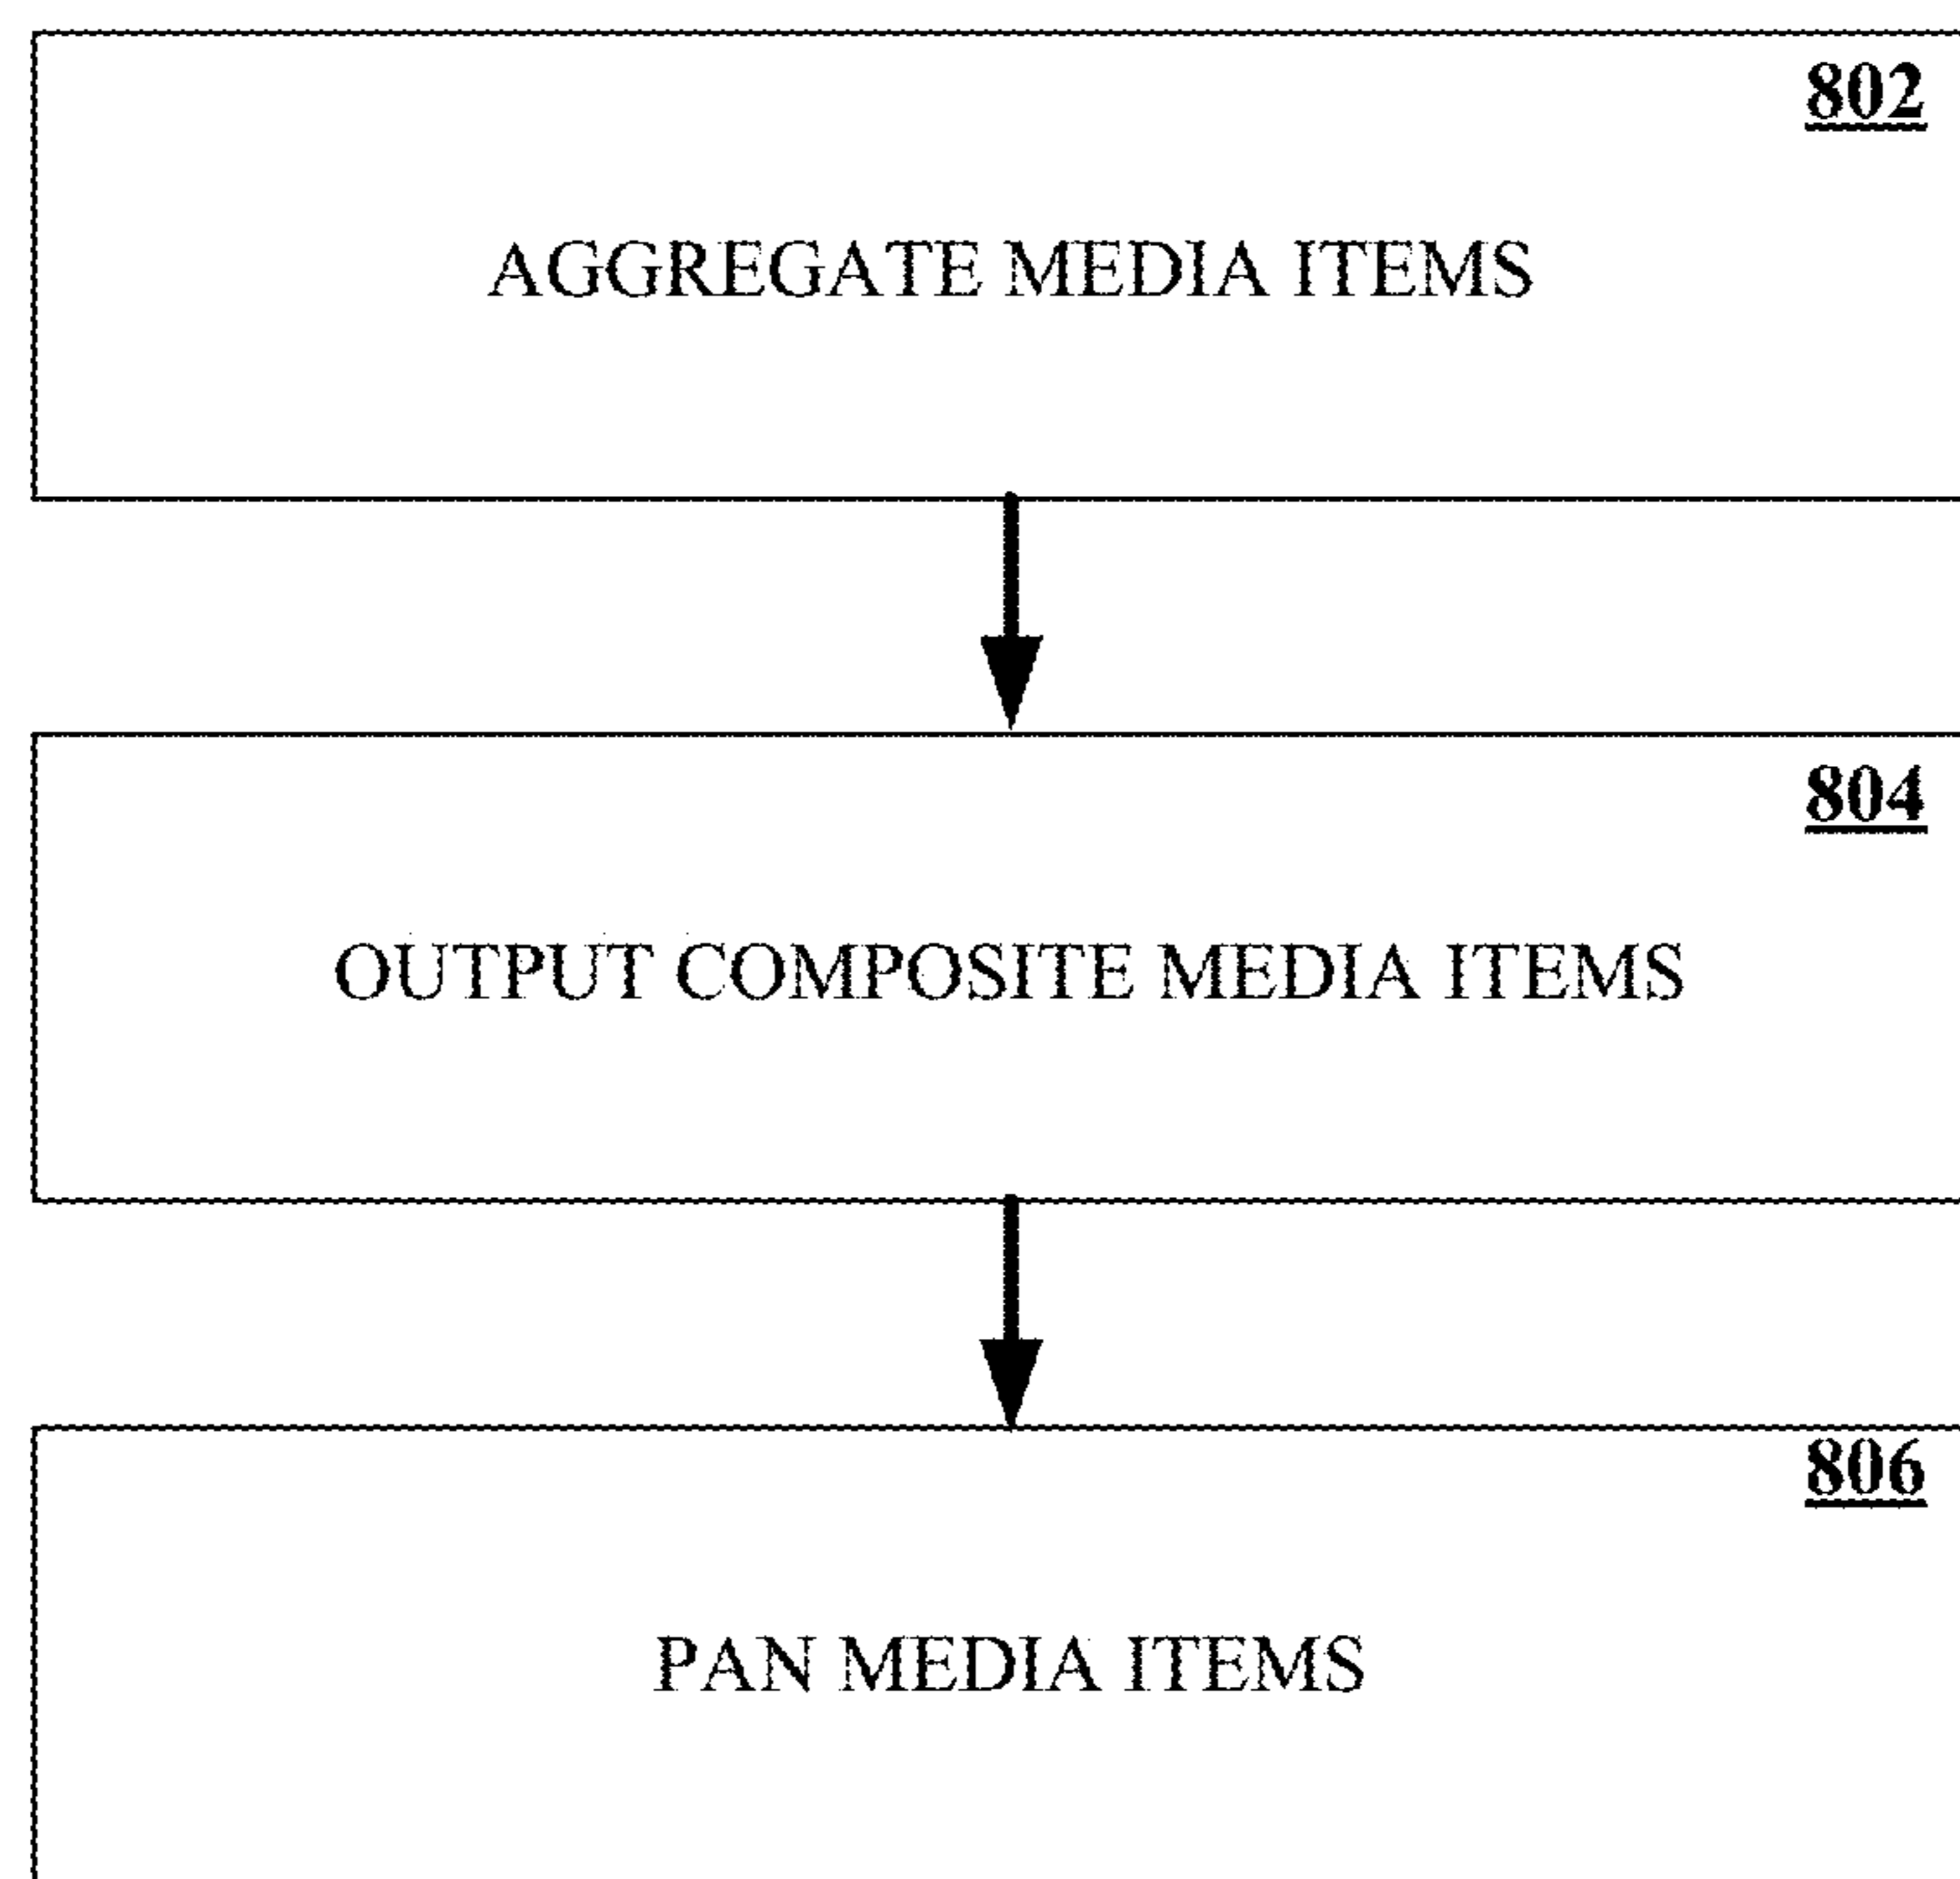 802
AGGREGATE MEDIA ITEMS
804
OUTPUT COMPOSITE MEDIA ITEMS
806
PAN MEDIA ITEMS